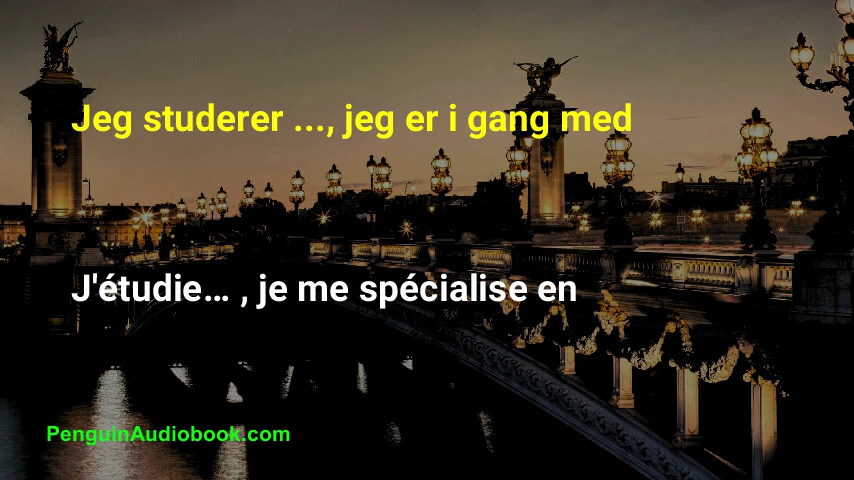 Jeg studerer ..., jeg er i gang med
J'étudie… , je me spécialise en
PenguinAudiobook.com